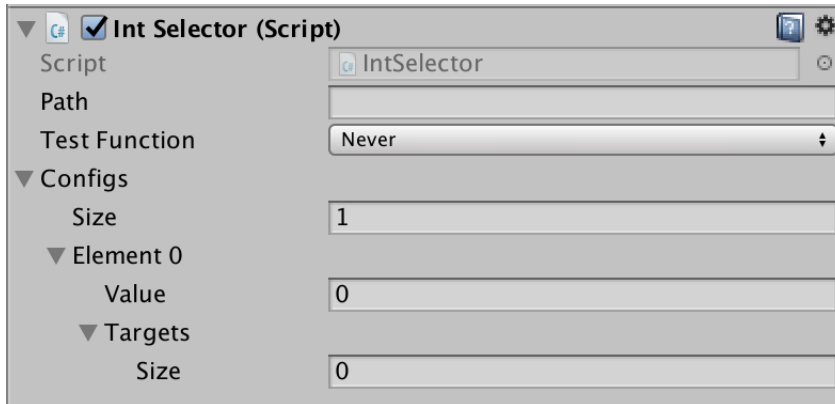 Int Selector (Script)
Script IntSelector
Path
Test Function Never
Configs
Size 1
Element 0
Value 0
Targets
Size 0